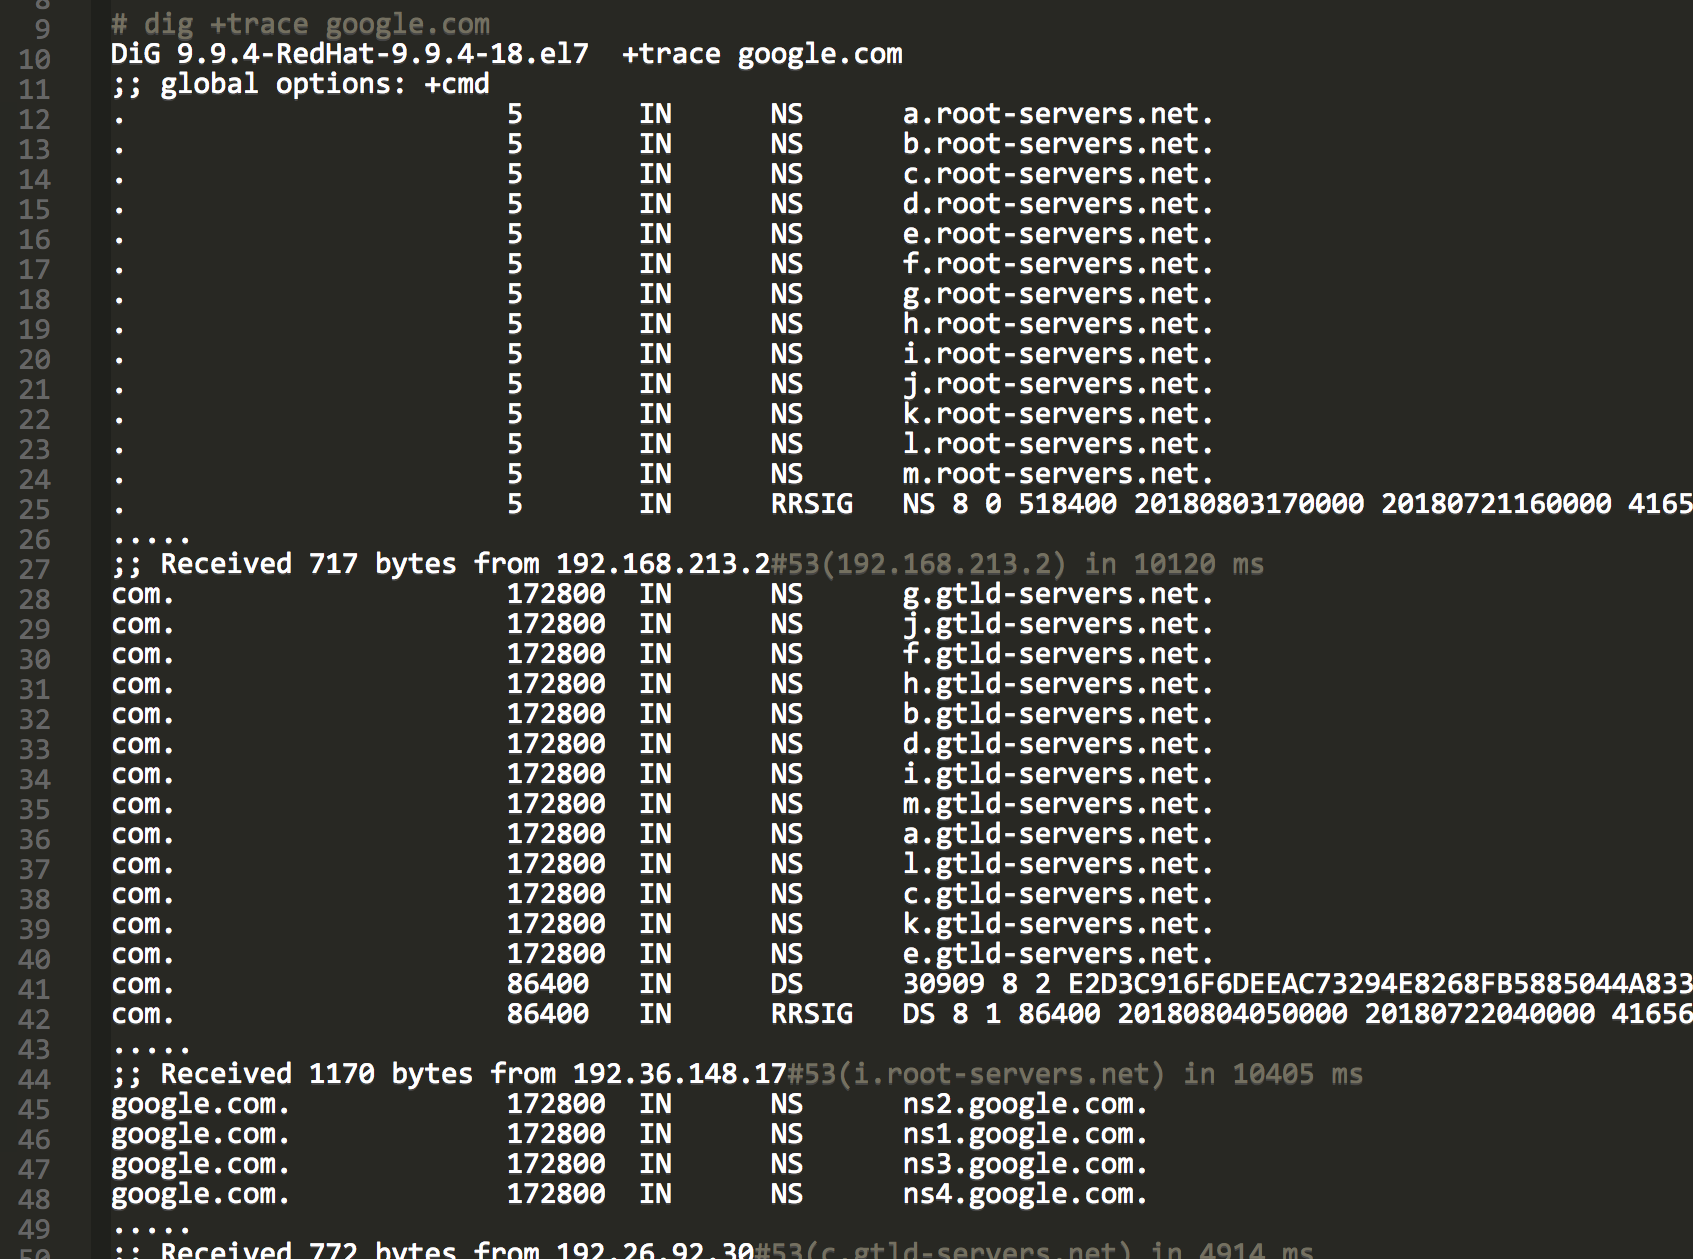 8
9 # dig +trace google.com
10 DiG 9.9.4-RedHat-9.9.4-18.el7 +trace google.com
11 ;; global options: +cmd
12 . 5 IN NS a.root-servers.net.
13 . 5 IN NS b.root-servers.net.
14 . 5 IN NS c.root-servers.net.
15 . 5 IN NS d.root-servers.net.
16 . 5 IN NS e.root-servers.net.
17 . 5 IN NS f.root-servers.net.
18 . 5 IN NS g.root-servers.net.
19 . 5 IN NS h.root-servers.net.
20 . 5 IN NS i.root-servers.net.
21 . 5 IN NS j.root-servers.net.
22 . 5 IN NS k.root-servers.net.
23 . 5 IN NS l.root-servers.net.
24 . 5 IN NS m.root-servers.net.
25 . 5 IN RRSIG NS 8 0 518400 20180803170000 20180721160000 4165
26 .....
27 ;; Received 717 bytes from 192.168.213.2#53(192.168.213.2) in 10120 ms
28 com. 172800 IN NS g.gtld-servers.net.
29 com. 172800 IN NS j.gtld-servers.net.
30 com. 172800 IN NS f.gtld-servers.net.
31 com. 172800 IN NS h.gtld-servers.net.
32 com. 172800 IN NS b.gtld-servers.net.
33 com. 172800 IN NS d.gtld-servers.net.
34 com. 172800 IN NS i.gtld-servers.net.
35 com. 172800 IN NS m.gtld-servers.net.
36 com. 172800 IN NS a.gtld-servers.net.
37 com. 172800 IN NS l.gtld-servers.net.
38 com. 172800 IN NS c.gtld-servers.net.
39 com. 172800 IN NS k.gtld-servers.net.
40 com. 172800 IN NS e.gtld-servers.net.
41 com. 86400 IN DS 30909 8 2 E2D3C916F6DEEAC73294E8268FB5885044A833
42 com. 86400 IN RRSIG DS 8 1 86400 20180804050000 20180722040000 41656
43 .....
44 ;; Received 1170 bytes from 192.36.148.17#53(i.root-servers.net) in 10405 ms
45 google.com. 172800 IN NS ns2.google.com.
46 google.com. 172800 IN NS ns1.google.com.
47 google.com. 172800 IN NS ns3.google.com.
48 google.com. 172800 IN NS ns4.google.com.
49 .....
50 ;; Received 772 bytes from 192.26.92.30#53(c.gtld-servers.net) in 4914 ms